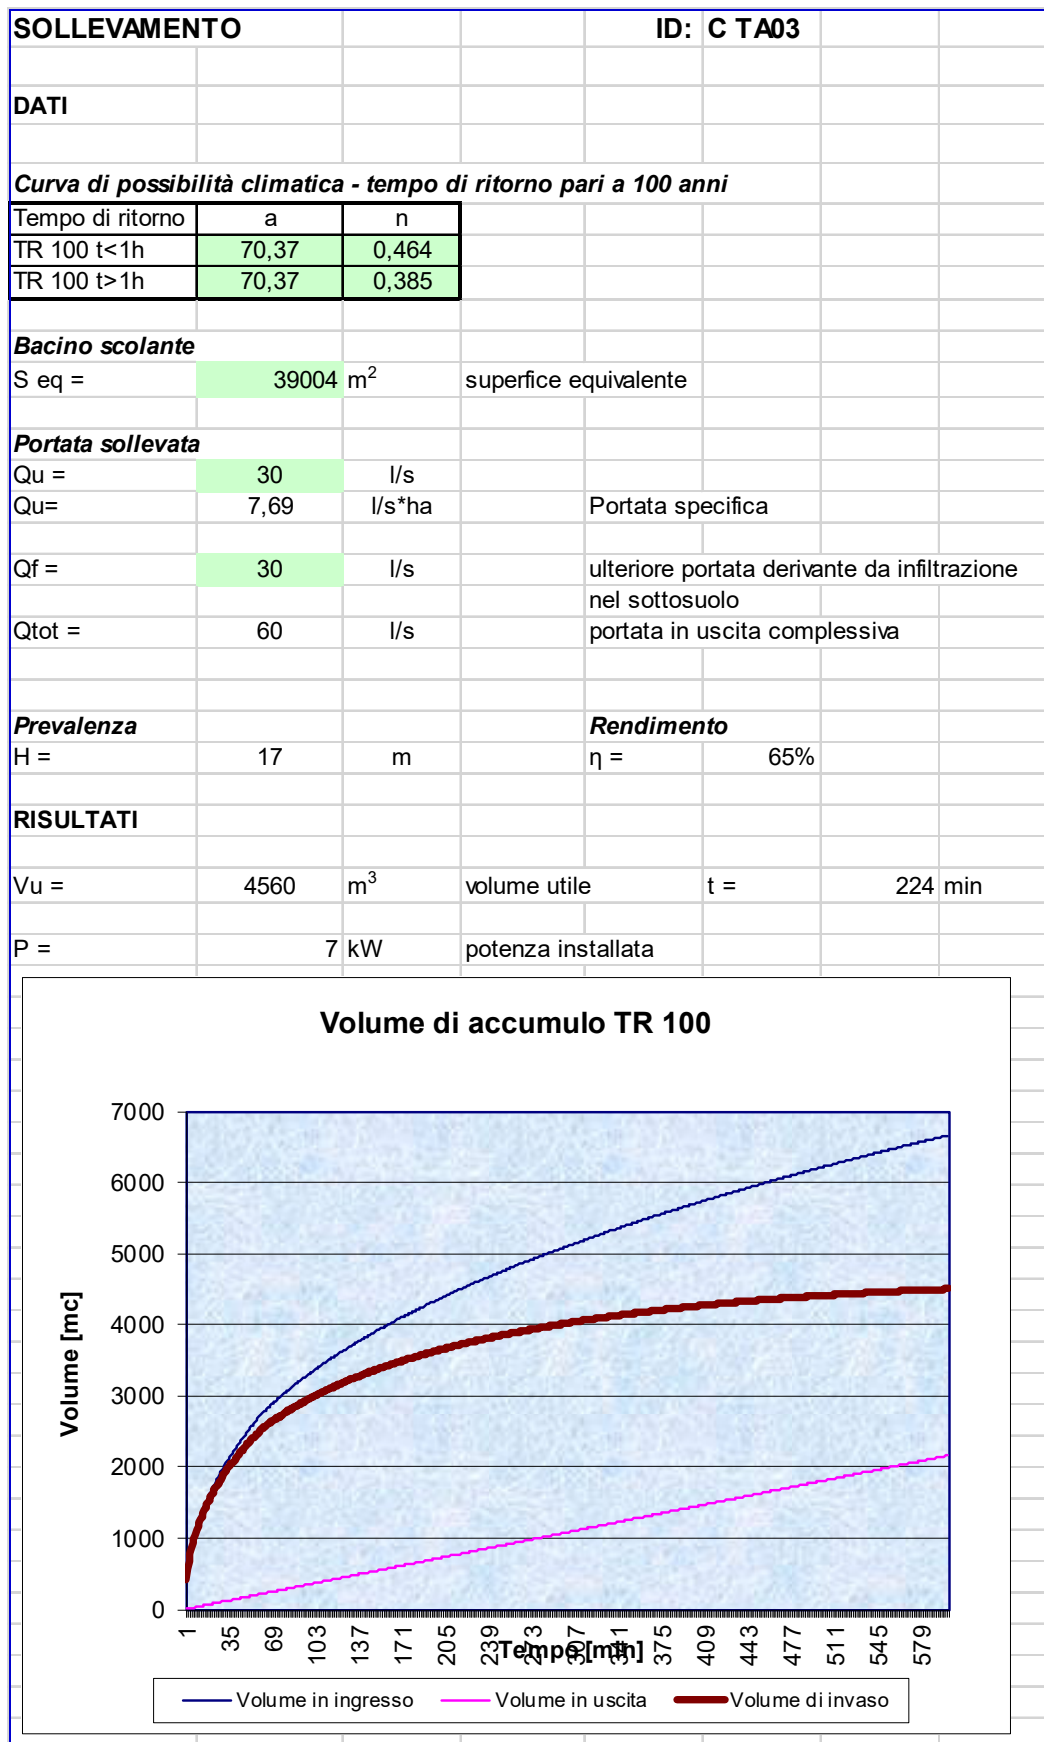 SOLLEVAMENTO ID: C TA03
DATI
Curva di possibilità climatica - tempo di ritorno pari a 100 anni
Tempo di ritorno a n
TR 100 t<1h 70,37 0,464
TR 100 t>1h 70,37 0,385
Bacino scolante
S eq = 39004 m² superfice equivalente
Portata sollevata
Qu = 30 l/s
Qu= 7,69 l/s*ha Portata specifica
Qf = 30 l/s ulteriore portata derivante da infiltrazione
nel sottosuolo
Qtot = 60 l/s portata in uscita complessiva
Prevalenza Rendimento
H = 17 m η = 65%
RISULTATI
Vu = 4560 m³ volume utile t = 224 min
P = 7 kW potenza installata
Volume di accumulo TR 100
7000
6000
5000
4000
3000
2000
1000
0
Volume [mc]
1 35 69 103 137 171 205 239 273 307 341 375 409 443 477 511 545 579
Tempo [min]
Volume in ingresso Volume in uscita Volume di invaso